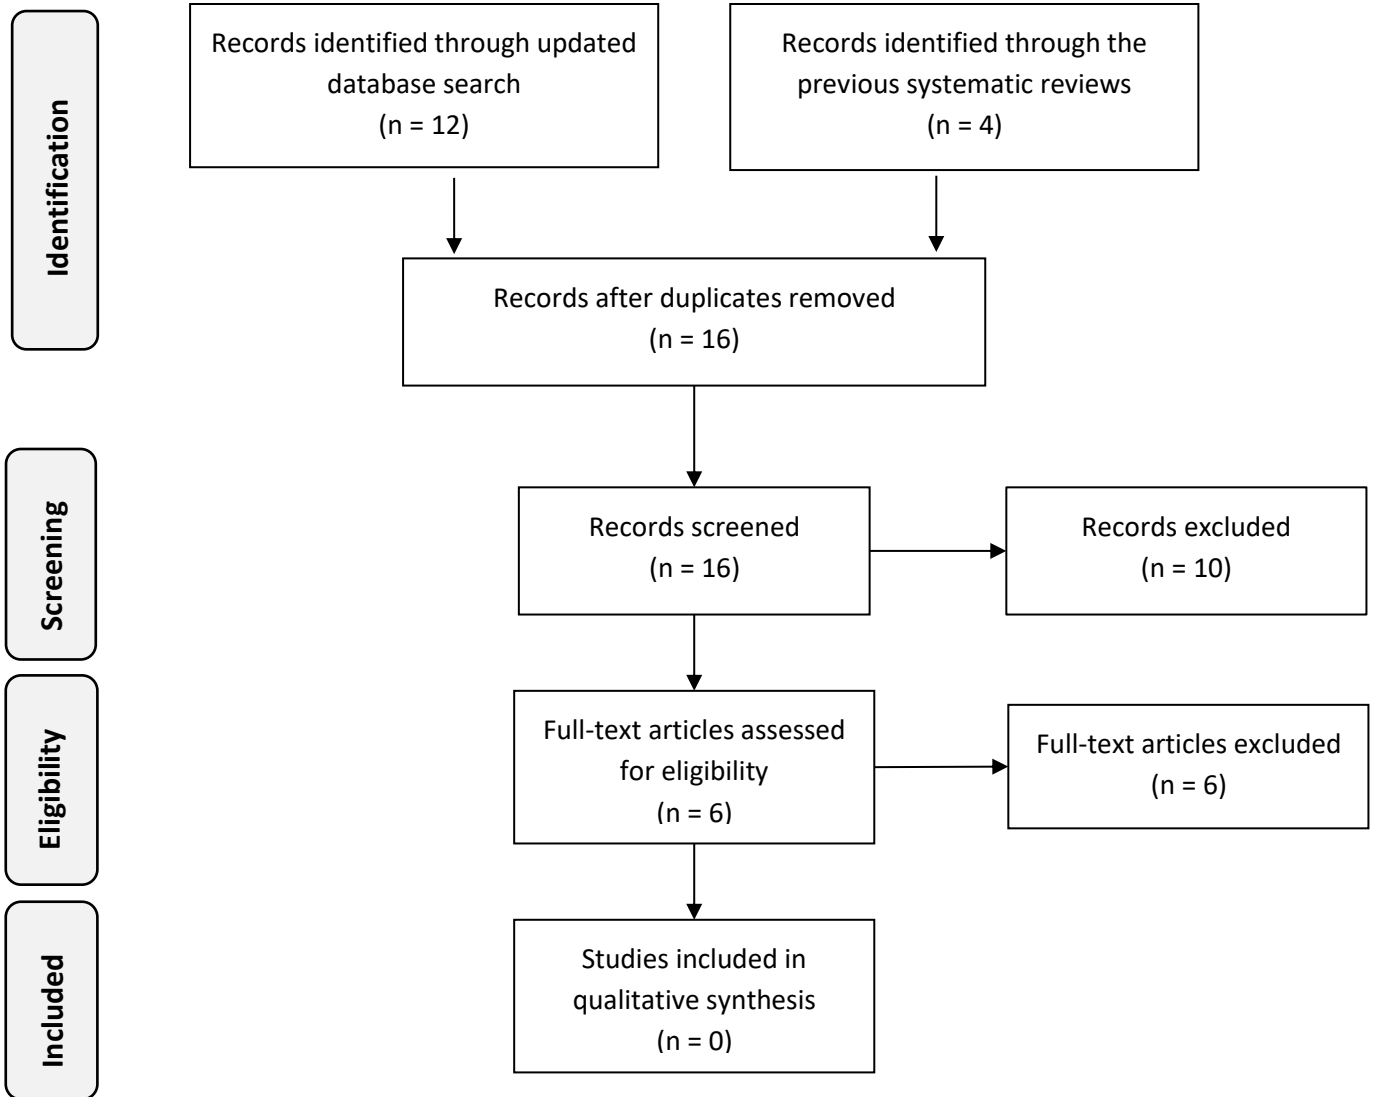 Identification
Records identified through updated
database search
(n = 12)
Records identified through the
previous systematic reviews
(n = 4)
Records after duplicates removed
(n = 16)
Screening
Records screened
(n = 16)
Records excluded
(n = 10)
Eligibility
Full-text articles assessed
for eligibility
(n = 6)
Full-text articles excluded
(n = 6)
Included
Studies included in
qualitative synthesis
(n = 0)